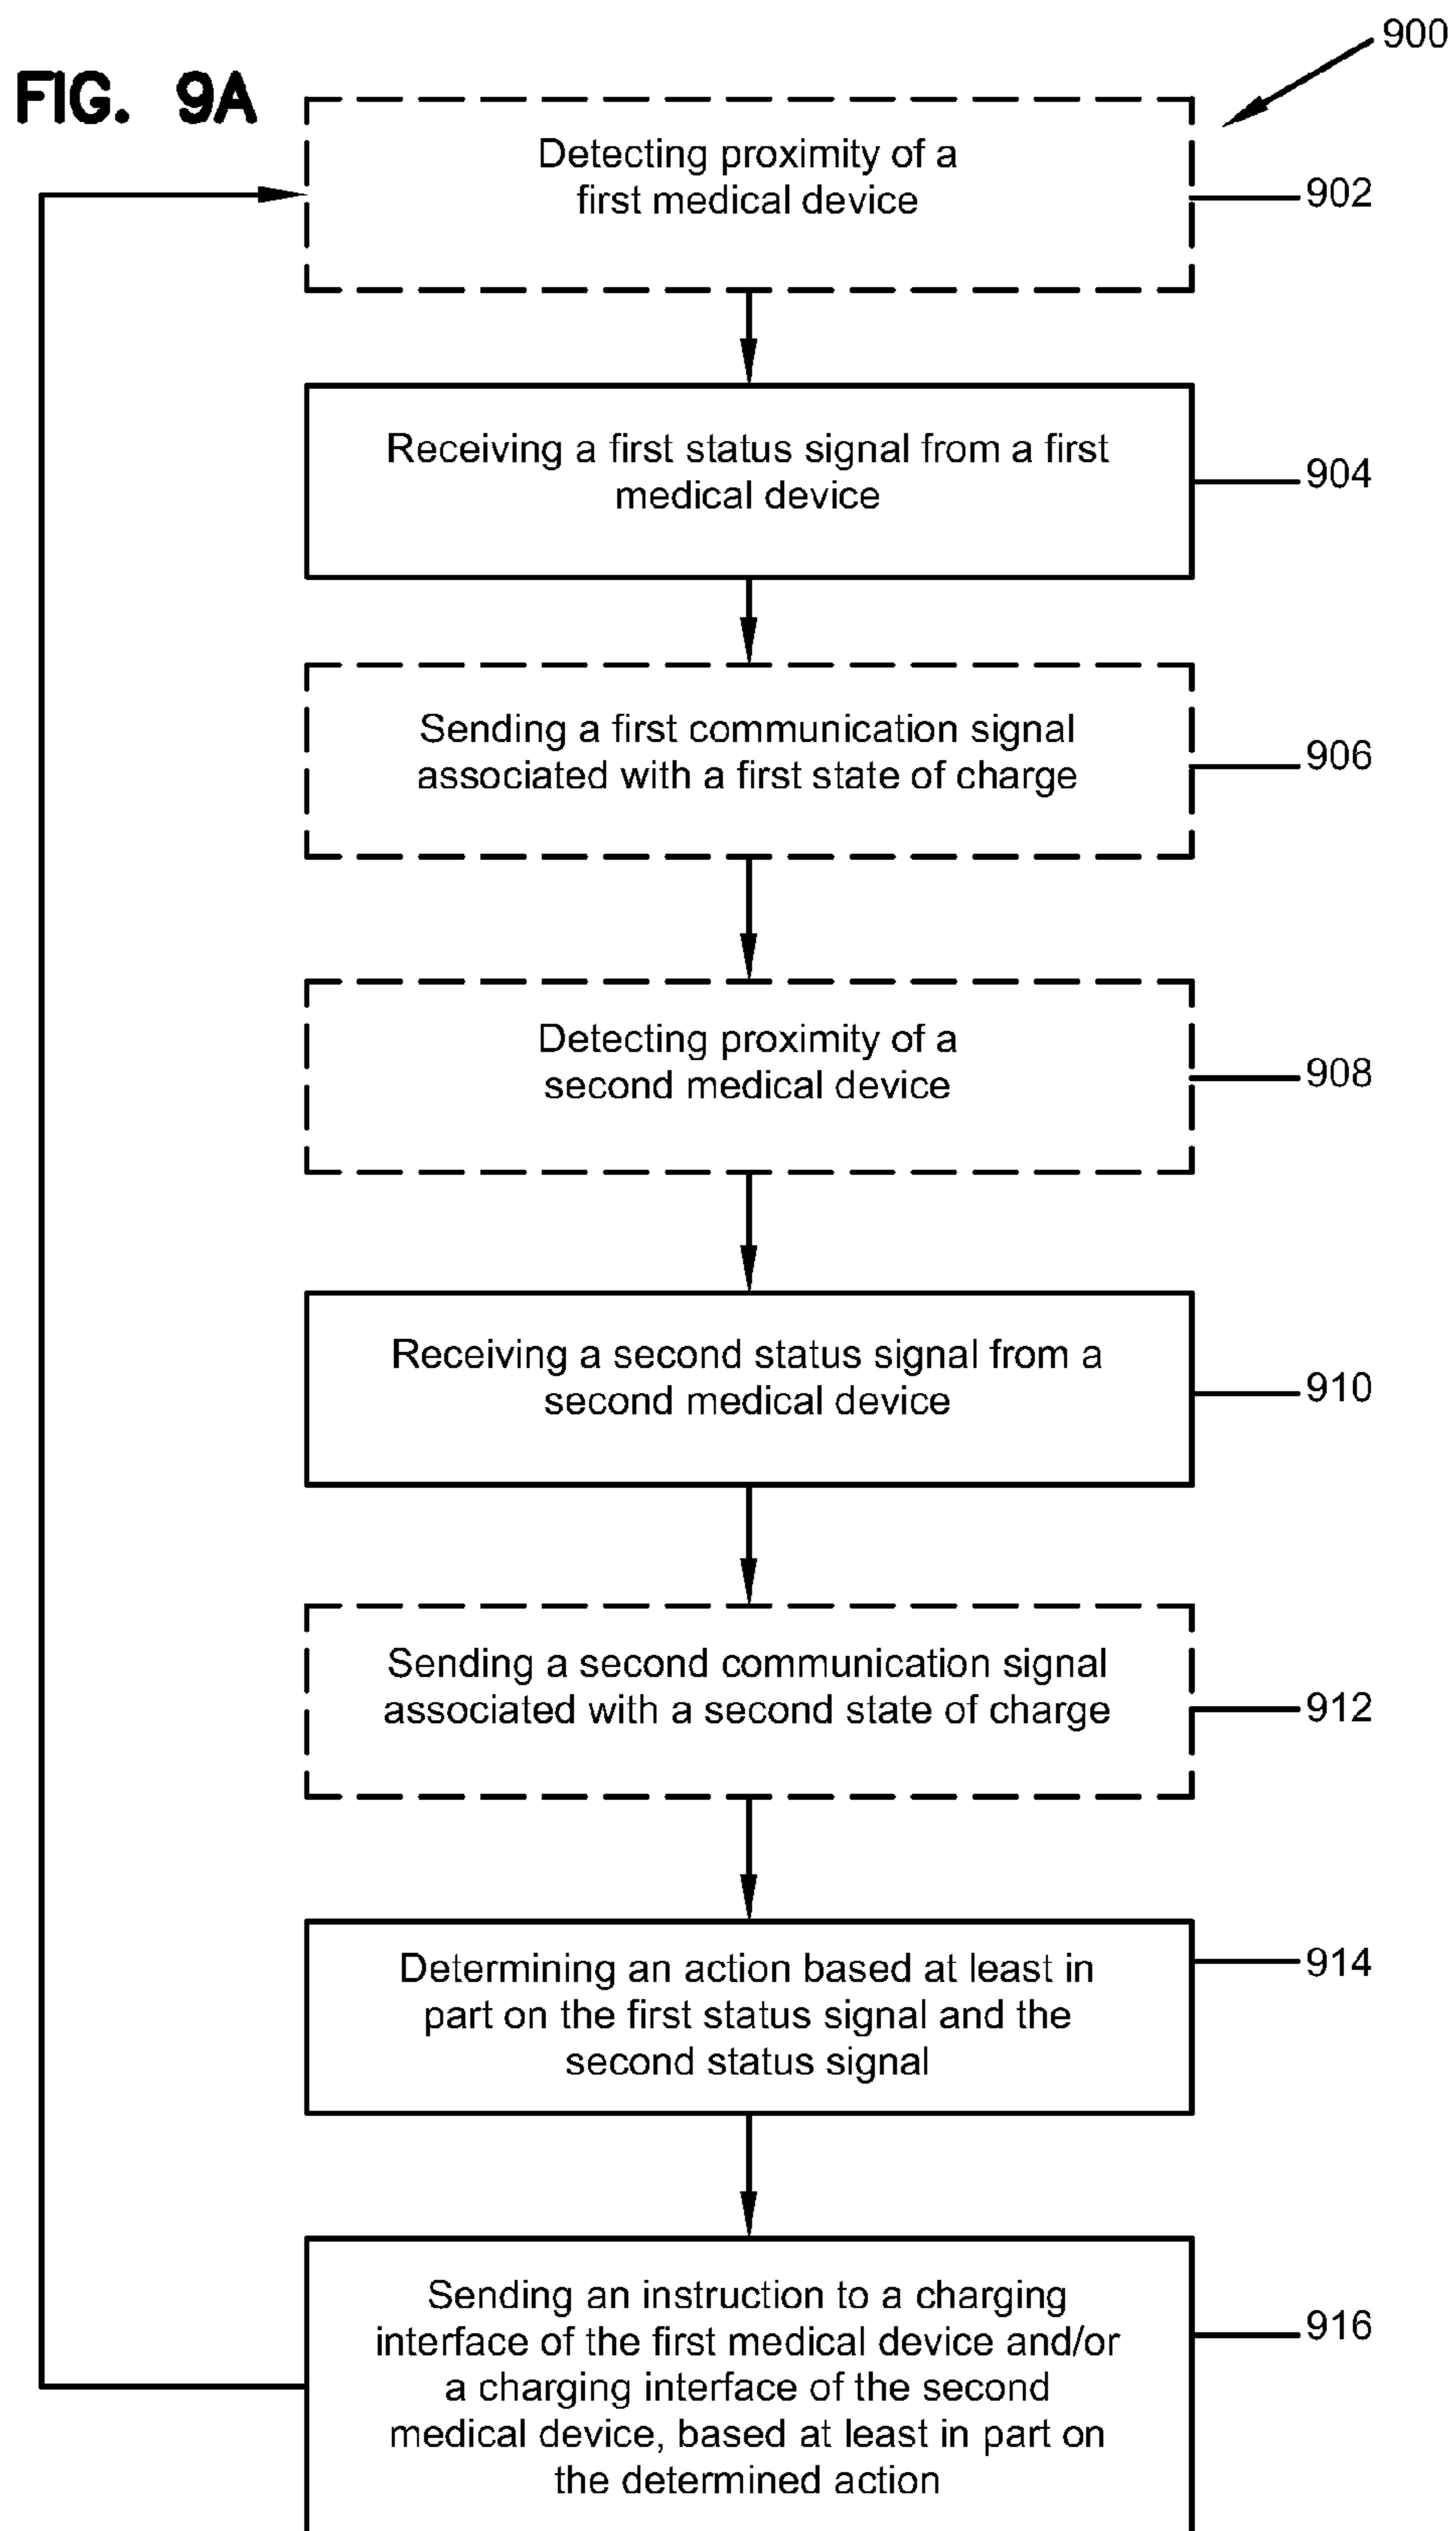 900
FIG. 9A
Detecting proximity of a
first medical device
902
Receiving a first status signal from a first
medical device
904
Sending a first communication signal
associated with a first state of charge
906
Detecting proximity of a
second medical device
908
Receiving a second status signal from a
second medical device
910
Sending a second communication signal
associated with a second state of charge
912
Determining an action based at least in
part on the first status signal and the
second status signal
914
Sending an instruction to a charging
interface of the first medical device and/or
a charging interface of the second
medical device, based at least in part on
the determined action
916